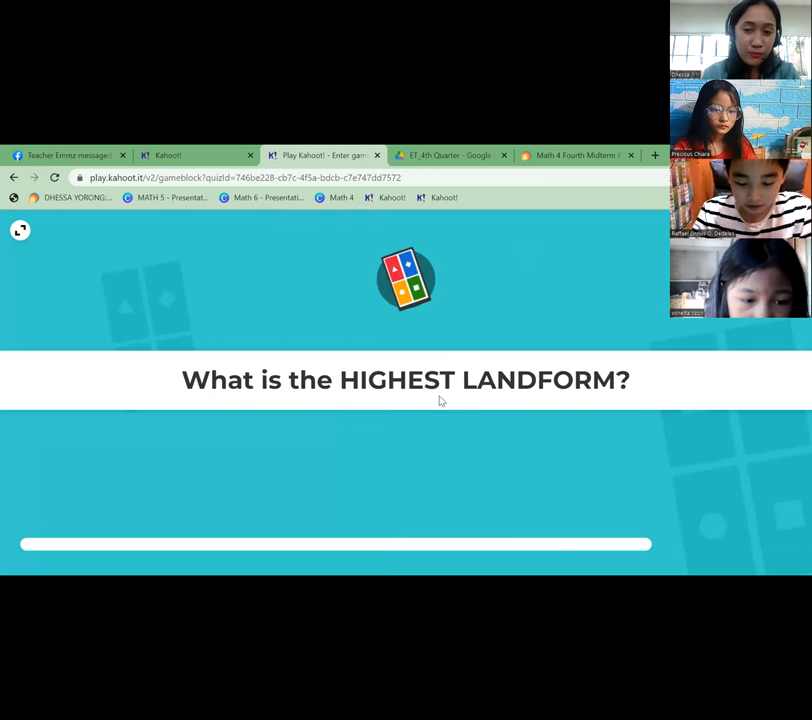 Dhessa
Precious Chiara
Teacher Emmz messaged
Kahoot!
Play Kahoot! - Enter gam
ET_4th Quarter - Google
Math 4 Fourth Midterm
play.kahoot.it/v2/gameblock?quizId=746be228-cb7c-4f5a-bdcb-c7e747dd7572
DHESSA YORONG:...
MATH 5 - Presentat...
Math 6 - Presentati...
Math 4
Kahoot!
Kahoot!
What is the HIGHEST LANDFORM?